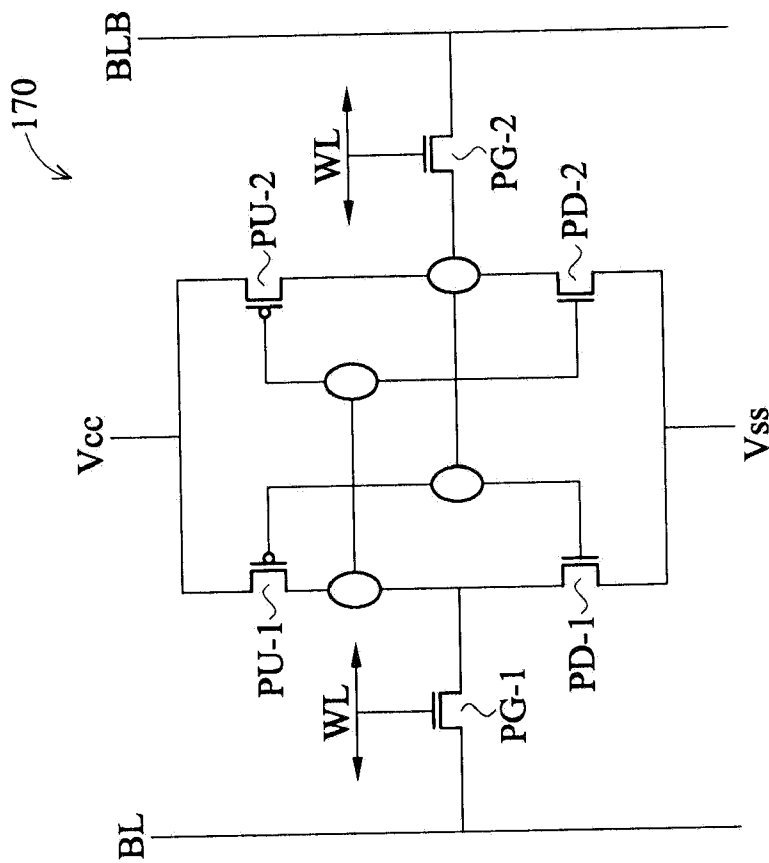 170
BLB
WL
PG-2
PU-2
PD-2
Vcc
Vss
PU-1
PD-1
WL
PG-1
BL